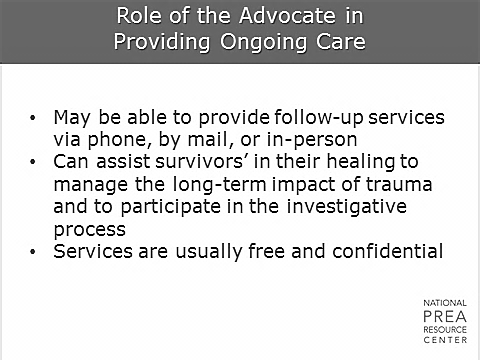 Role of the Advocate in
Providing Ongoing Care
• May be able to provide follow-up services
via phone, by mail, or in-person
• Can assist survivors’ in their healing to
manage the long-term impact of trauma
and to participate in the investigative
process
• Services are usually free and confidential
NATIONAL
PREA
RESOURCE
CENTER